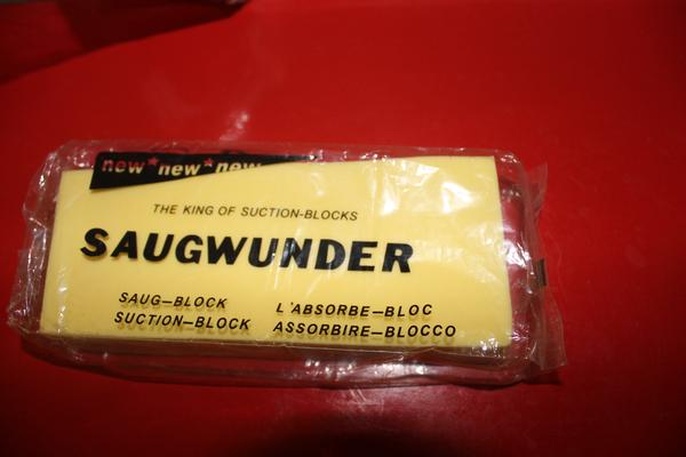 new*new*new
THE KING OF SUCTION-BLOCKS
SAUGWUNDER
SAUG—BLOCK
SUCTION—BLOCK
L'ABSORBE—BLOC
ASSORBIRE—BLOCCO